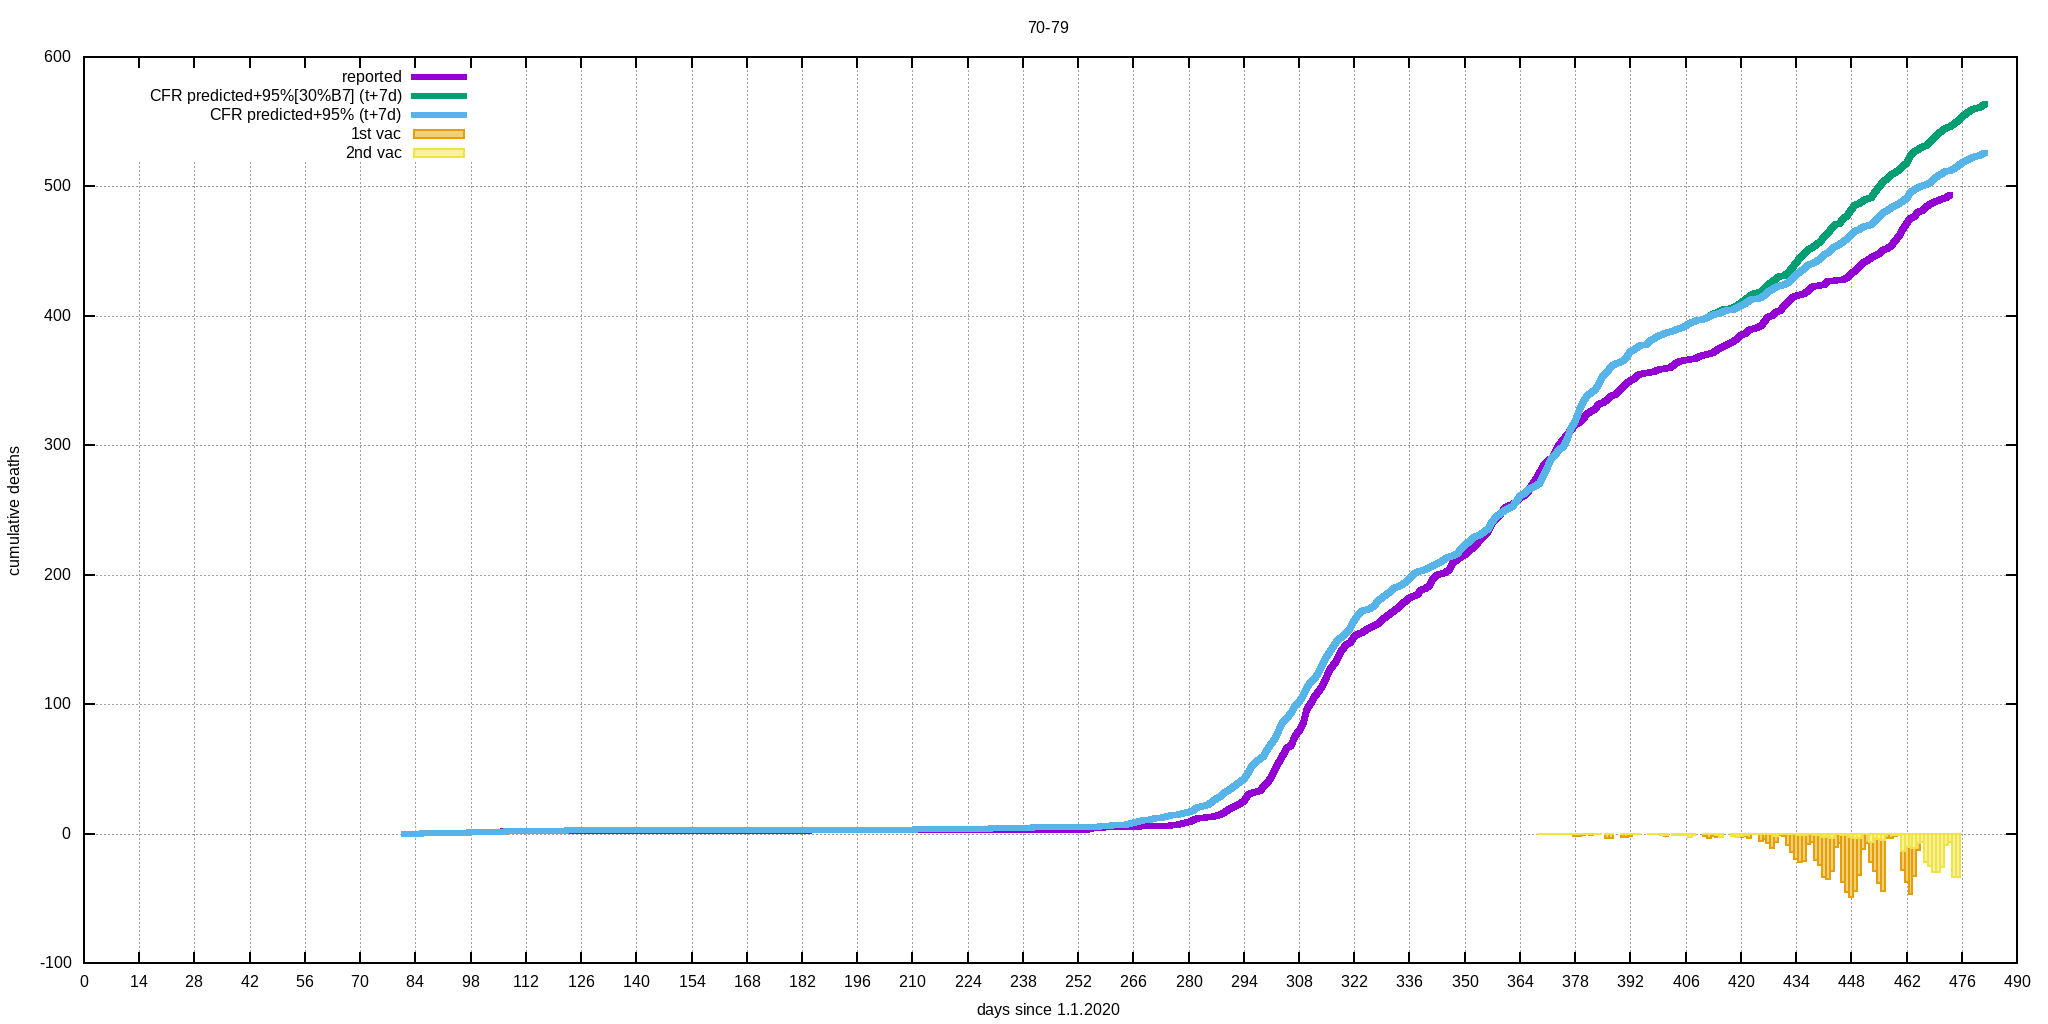 70-79
600
reported
CFR predicted+95%[30%B7] (t+7d)
CFR predicted+95% (t+7d)
1st vac
2nd vac
500
400
300
cumulative deaths
200
100
0
-100
0 14 28 42 56 70 84 98 112 126 140 154 168 182 196 210 224 238 252 266 280 294 308 322 336 350 364 378 392 406 420 434 448 462 476 490
days since 1.1.2020